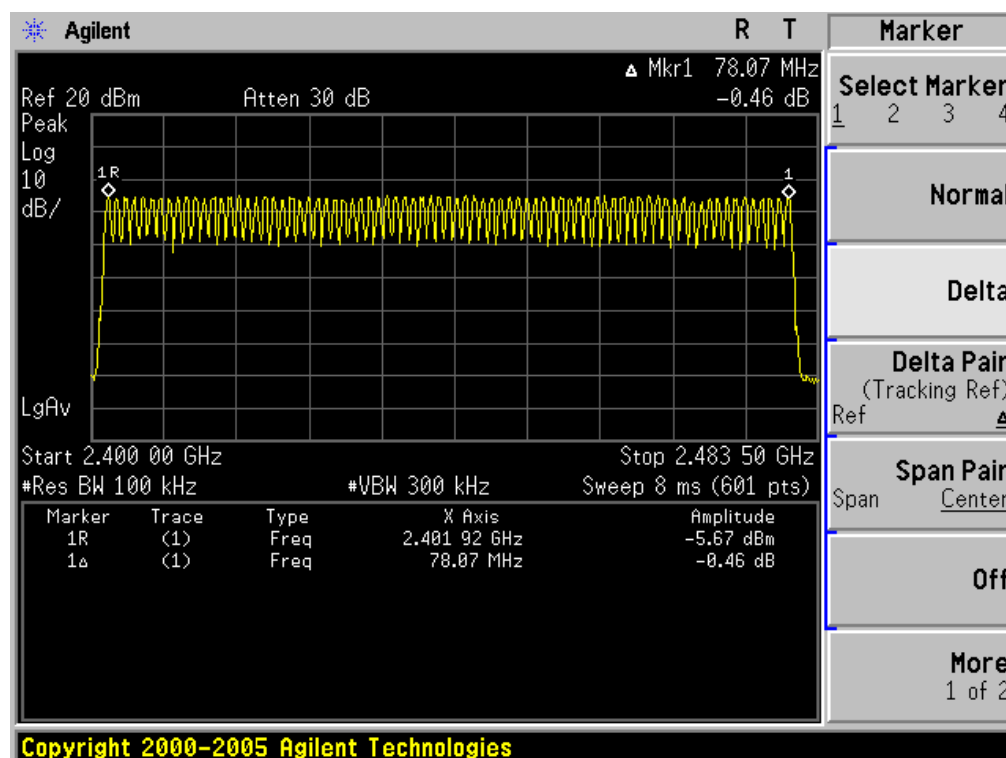 Agilent R T
△ Mkr1 78.07 MHz
Ref 20 dBm Atten 30 dB -0.46 dB
Peak
Log
10
dB/
1R
1
LgAv
Start 2.400 00 GHz Stop 2.483 50 GHz
#Res BW 100 kHz #VBW 300 kHz Sweep 8 ms (601 pts)
Marker Trace Type X Axis Amplitude
1R (1) Freq 2.401 92 GHz -5.67 dBm
1△ (1) Freq 78.07 MHz -0.46 dB
Copyright 2000-2005 Agilent Technologies
Marker
Select Marker
1 2 3 4
Normal
Delta
Delta Pair
(Tracking Ref)
Ref △
Span Pair
Span Center
Off
More
1 of 2